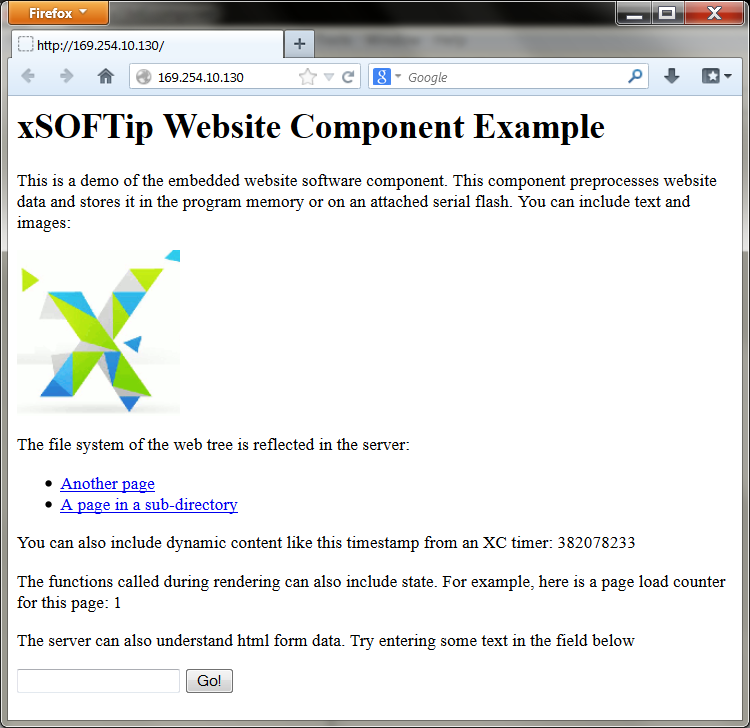 Firefox
http://169.254.10.130/
169.254.10.130
Google
xSOFTip Website Component Example
This is a demo of the embedded website software component. This component preprocesses website
data and stores it in the program memory or on an attached serial flash. You can include text and
images:
The file system of the web tree is reflected in the server:
Another page
A page in a sub-directory
You can also include dynamic content like this timestamp from an XC timer: 382078233
The functions called during rendering can also include state. For example, here is a page load counter
for this page: 1
The server can also understand html form data. Try entering some text in the field below
Go!